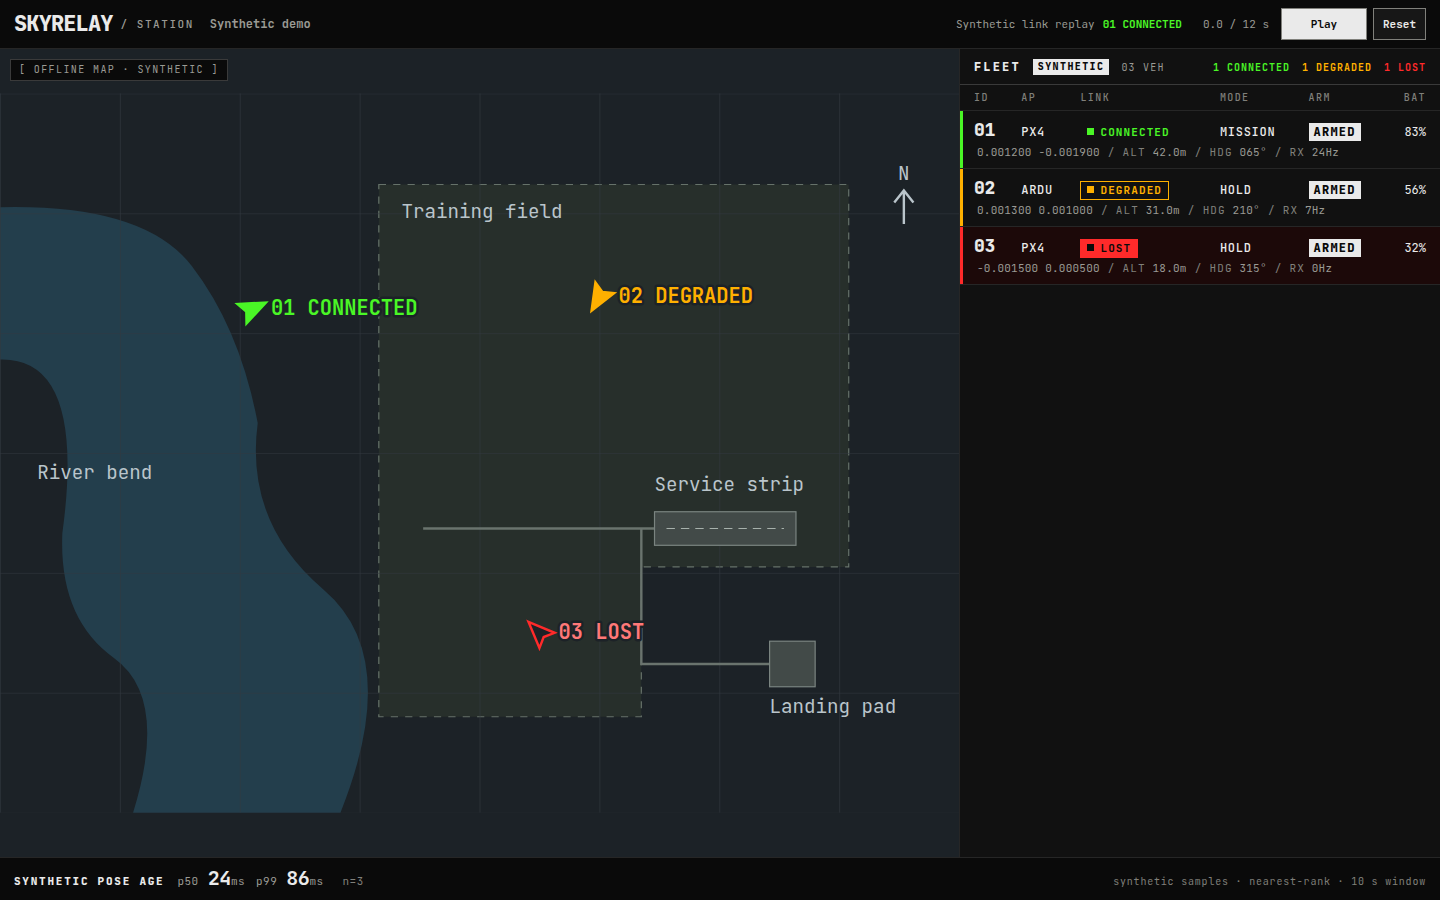 SKYRELAY / STATION Synthetic demo
Synthetic link replay 01 CONNECTED 0.0 / 12 s Play Reset
[ OFFLINE MAP · SYNTHETIC ]
FLEET SYNTHETIC 03 VEH 1 CONNECTED 1 DEGRADED 1 LOST
ID AP LINK MODE ARM BAT
01 PX4 CONNECTED MISSION ARMED 83%
0.001200 -0.001900 / ALT 42.0m / HDG 065° / RX 24Hz
02 ARDU DEGRADED HOLD ARMED 56%
0.001300 0.001000 / ALT 31.0m / HDG 210° / RX 7Hz
03 PX4 LOST HOLD ARMED 32%
-0.001500 0.000500 / ALT 18.0m / HDG 315° / RX 0Hz
N
Training field
01 CONNECTED
02 DEGRADED
River bend
Service strip
03 LOST
Landing pad
SYNTHETIC POSE AGE p50 24ms p99 86ms n=3
synthetic samples · nearest-rank · 10 s window